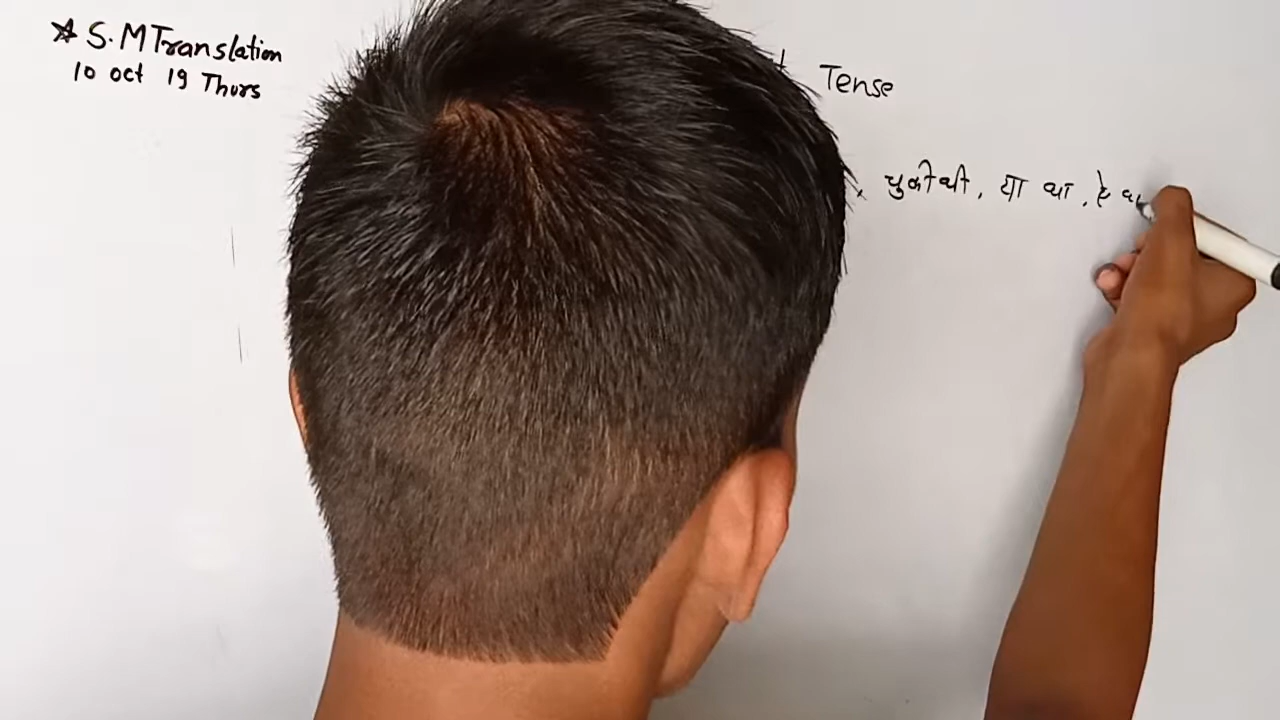 * S.M Translation
10 oct 19 Thurs
Tense
चुकी थी, या था, ये